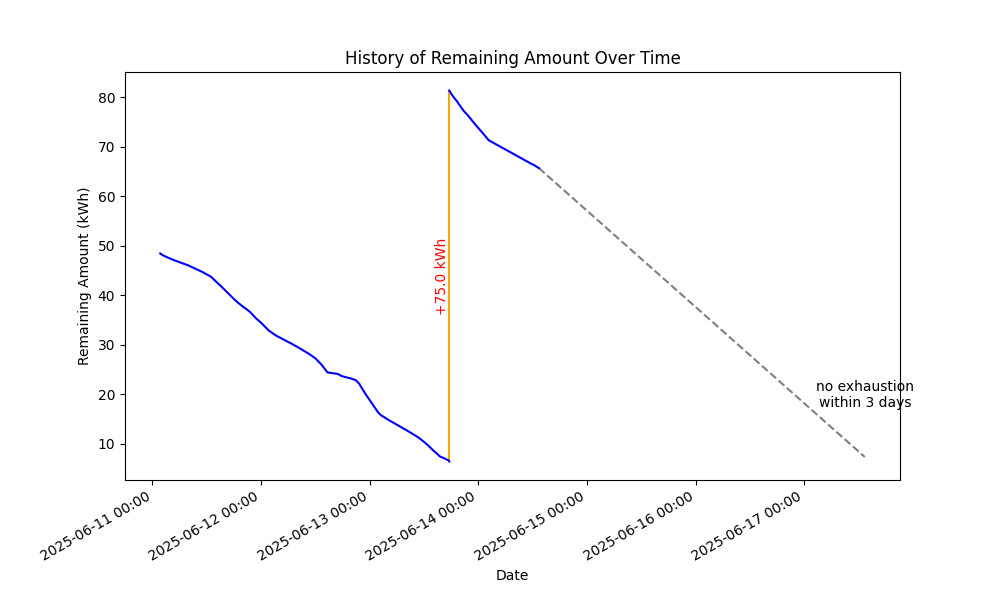 History of Remaining Amount Over Time
Remaining Amount (kWh)
80
70
60
50
40
30
20
10
+75.0 kWh
no exhaustion
within 3 days
2025-06-11 00:00
2025-06-12 00:00
2025-06-13 00:00
2025-06-14 00:00
2025-06-15 00:00
2025-06-16 00:00
2025-06-17 00:00
Date